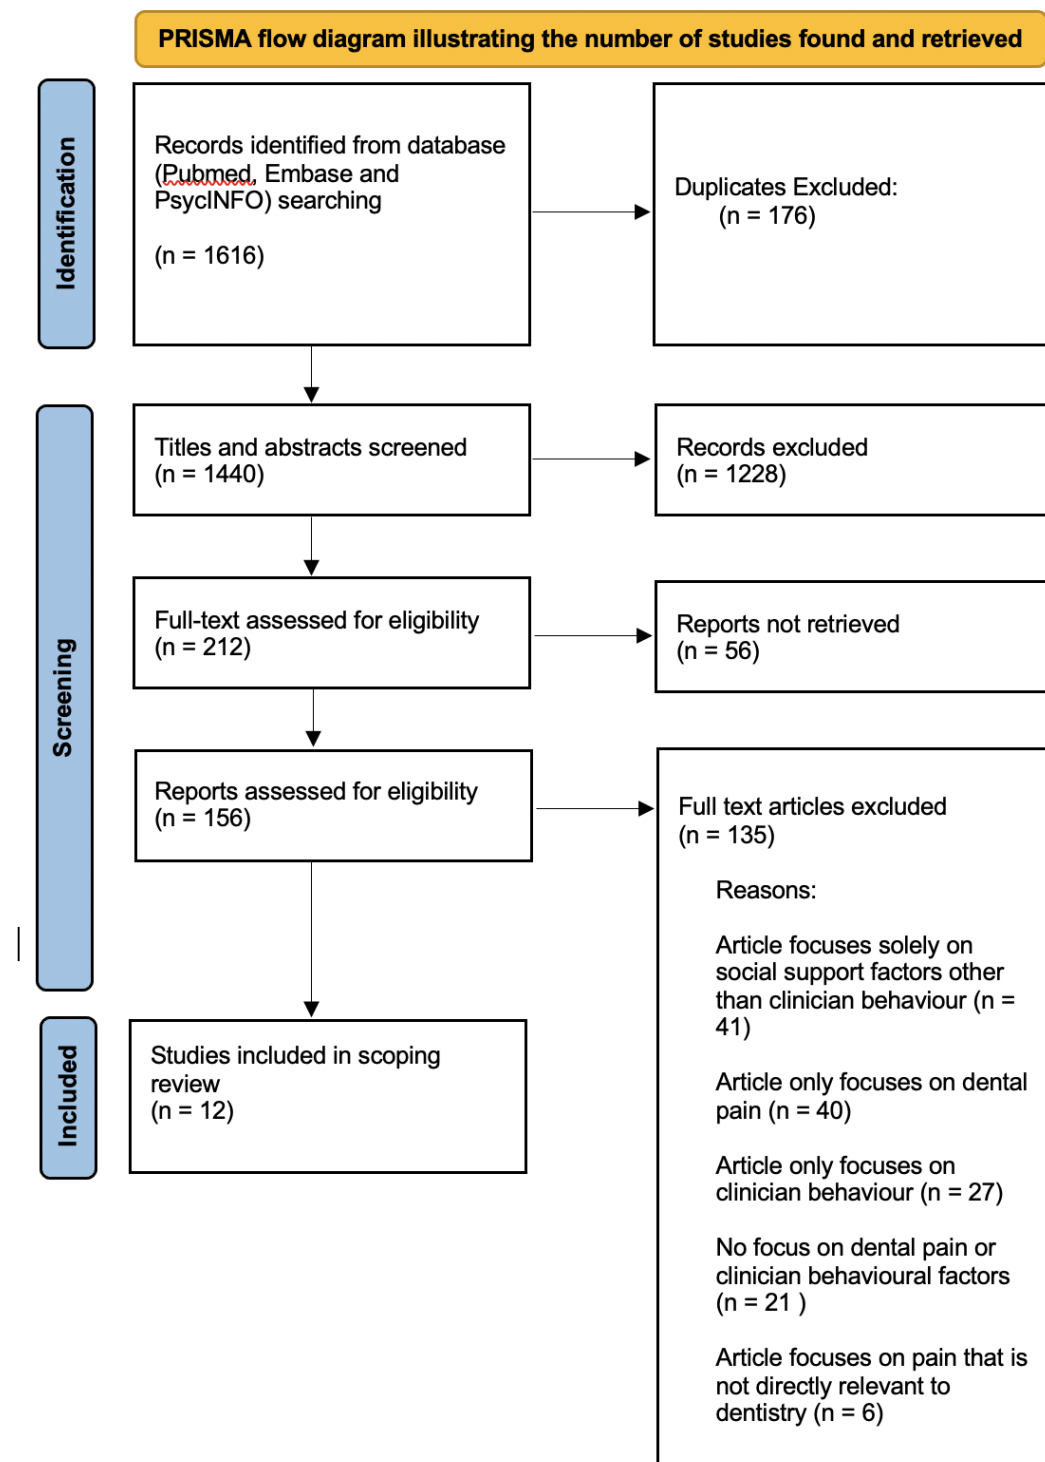 PRISMA flow diagram illustrating the number of studies found and retrieved
Identification
Records identified from database
(Pubmed, Embase and
PsycINFO) searching
(n = 1616)
Duplicates Excluded:
(n = 176)
Screening
Titles and abstracts screened
(n = 1440)
Records excluded
(n = 1228)
Full-text assessed for eligibility
(n = 212)
Reports not retrieved
(n = 56)
Reports assessed for eligibility
(n = 156)
Full text articles excluded
(n = 135)
Reasons:
Article focuses solely on
social support factors other
than clinician behaviour (n =
41)
Article only focuses on dental
pain (n = 40)
Article only focuses on
clinician behaviour (n = 27)
No focus on dental pain or
clinician behavioural factors
(n = 21 )
Article focuses on pain that is
not directly relevant to
dentistry (n = 6)
Included
Studies included in scoping
review
(n = 12)